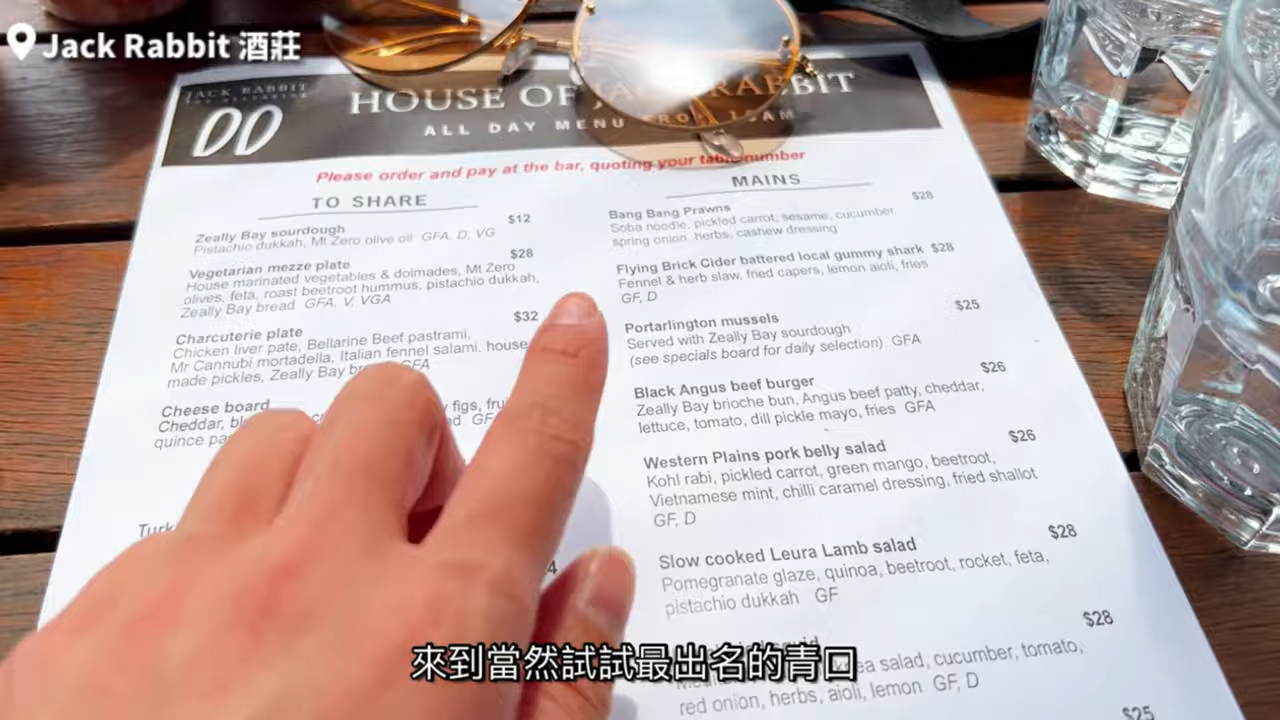 Jack Rabbit 酒莊
JACK RABBIT
HOUSE OF JACK RABBIT
ALL DAY MENU FROM 10AM
Please order and pay at the bar, quoting your table number
TO SHARE
Zeally Bay sourdough $12
Pistachio dukkah, Mt Zero olive oil GFA, D, VG
Vegetarian mezze plate $28
House marinated vegetables & dolmades, Mt Zero
olives, feta, roast beetroot hummus, pistachio dukkah,
Zeally Bay bread GFA, V, VGA
Charcuterie plate $32
Chicken liver pate, Bellarine Beef pastrami,
Mr Cannubi mortadella, Italian fennel salami, house
made pickles, Zeally Bay GFA
Cheese board
Cheddar, figs,
quince
MAINS
Bang Bang Prawns $28
Soba noodle, pickled carrot, sesame, cucumber
spring onion herbs, cashew dressing
Flying Brick Cider battered local gummy shark $28
Fennel & herb slaw, fried capers, lemon aioli, fries
GF, D
Portarlington mussels $25
Served with Zeally Bay sourdough
(see specials board for daily selection) GFA
Black Angus beef burger $26
Zeally Bay brioche bun, Angus beef patty, cheddar,
lettuce, tomato, dill pickle mayo, fries GFA
Western Plains pork belly salad $26
Kohl rabi, pickled carrot, green mango, beetroot,
Vietnamese mint, chilli caramel dressing, fried shallot
GF, D
Slow cooked Leura Lamb salad $28
Pomegranate glaze, quinoa, beetroot, rocket, feta,
pistachio dukkah GF
$28
salad, cucumber, tomato,
red onion, herbs, aioli, lemon GF, D
$25
來到當然試試最出名的青口